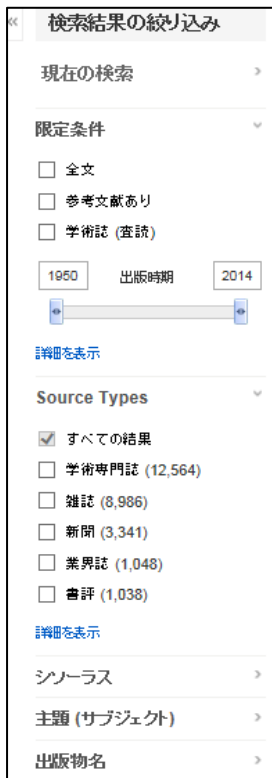 検索結果の絞り込み
現在の検索
限定条件
全文
参考文献あり
学術誌 (査読)
1950 出版時期 2014
詳細を表示
Source Types
すべての結果
学術専門誌 (12,564)
雑誌 (8,986)
新聞 (3,341)
業界誌 (1,048)
書評 (1,038)
詳細を表示
シソーラス
主題 (サブジェクト)
出版物名